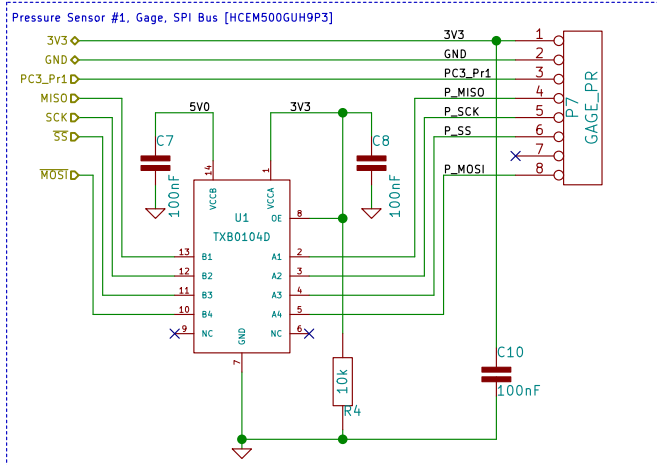 Pressure Sensor #1, Gage, SPI Bus [HCEM500GUH9P3]
3V3
3V3
1
GND
GND
2
PC3_Pr1
PC3_Pr1
3
MISO
P_MISO
4
SCK
5V0
3V3
P_SCK
5
SS
P_SS
6
7
MOSI
P_MOSI
8
P7
GAGE_PR
C7
100nF
C8
100nF
14
VCCB
1
VCCA
U1
TXB0104D
OE
8
13
B1
A1
2
12
B2
A2
3
11
B3
A3
4
10
B4
A4
5
9
NC
NC
6
GND
7
10k
R4
C10
100nF